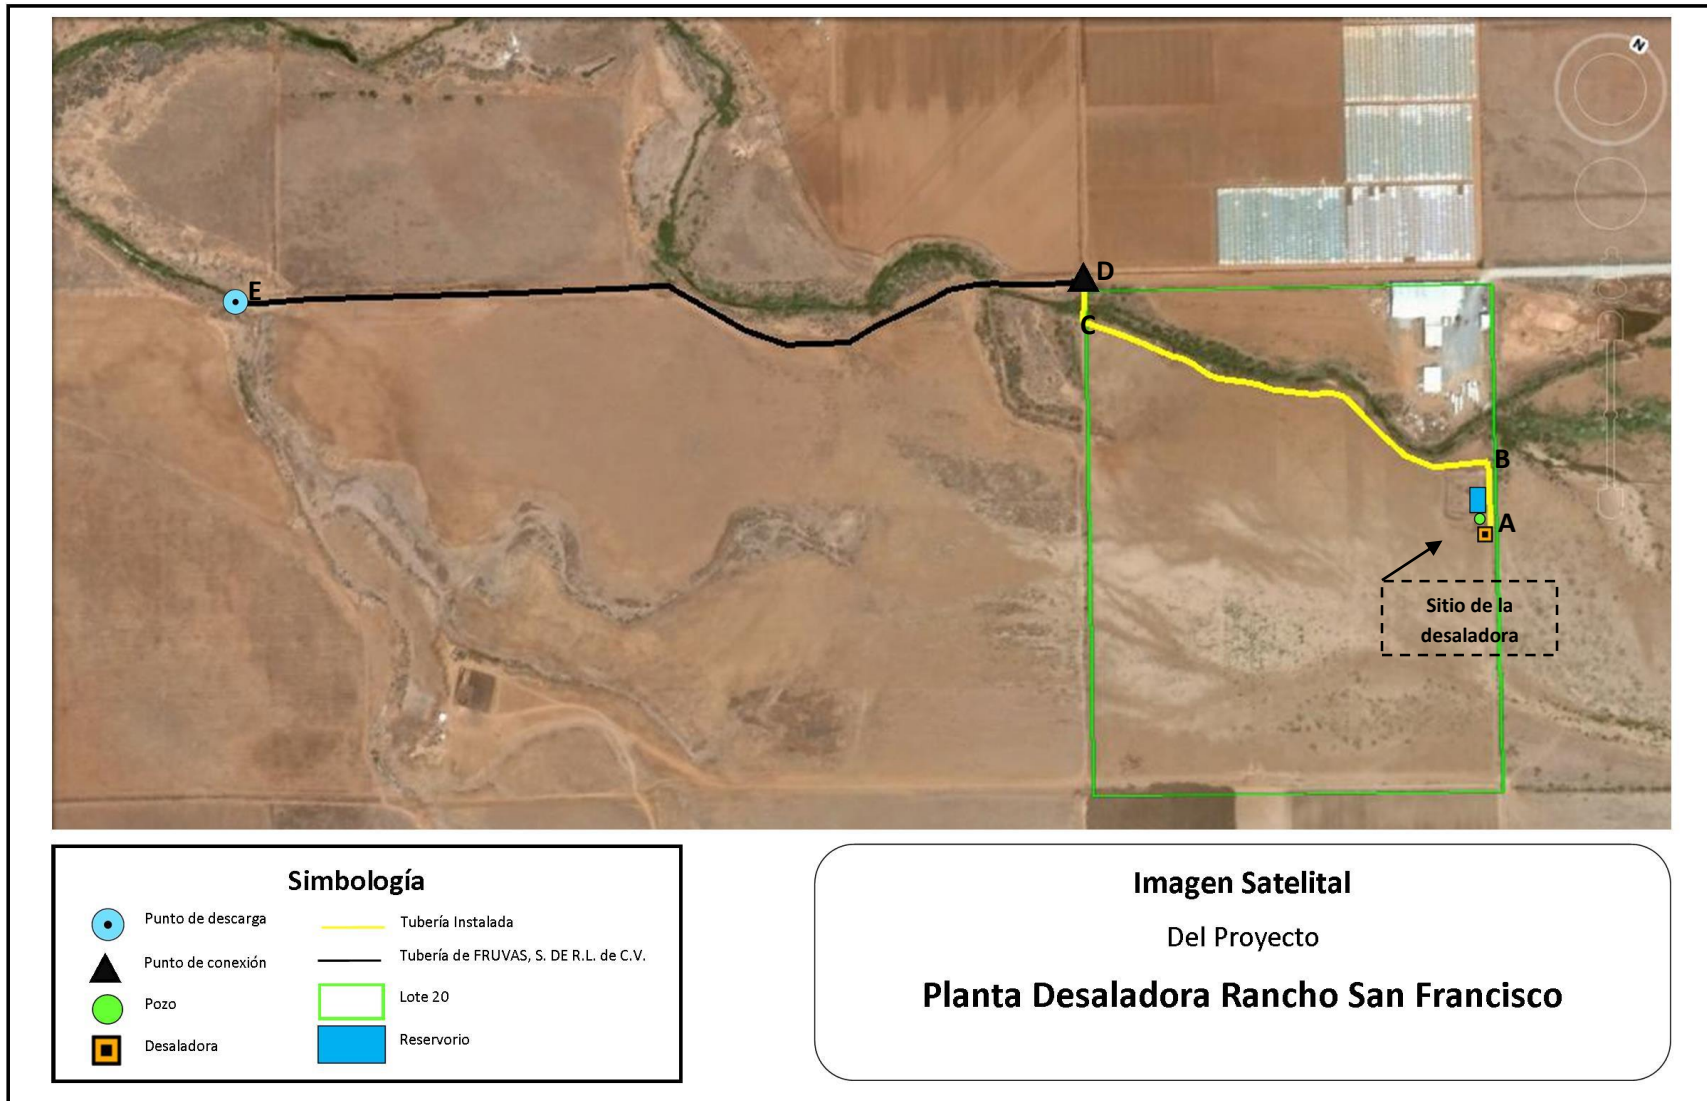 N
D
E
C
B
A
Sitio de la
desaladora
Simbología
Punto de descarga
Punto de conexión
Pozo
Desaladora
Tubería Instalada
Tubería de FRUVAS, S. DE R.L. de C.V.
Lote 20
Reservorio
Imagen Satelital
Del Proyecto
Planta Desaladora Rancho San Francisco